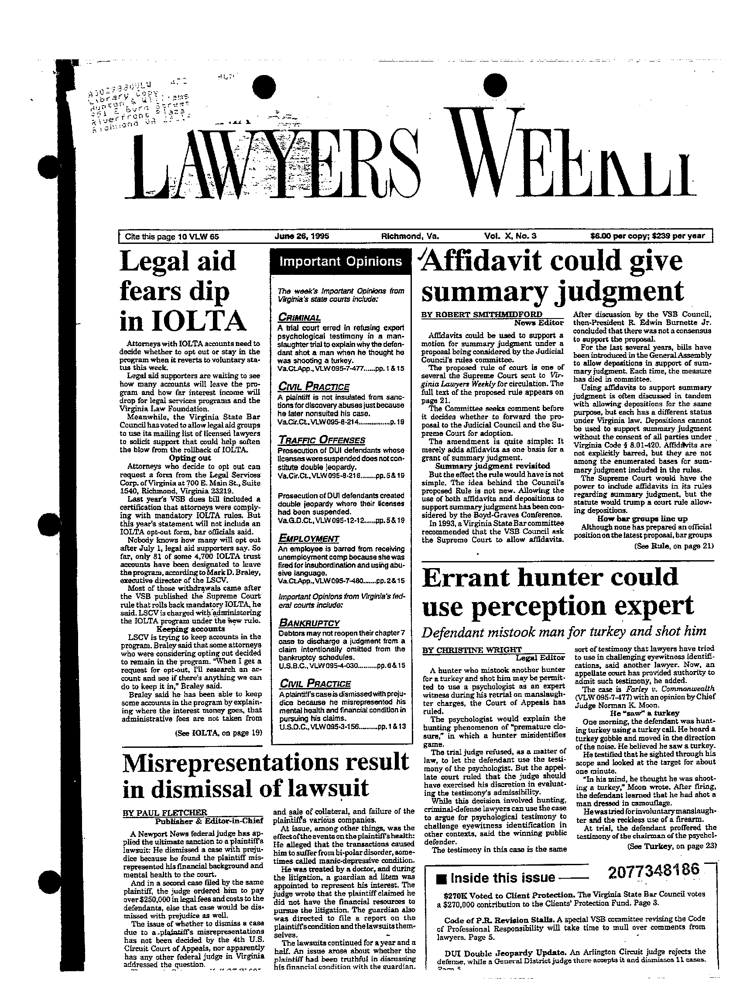 Library Copy
Riverfront Plaza
LAWYERS WEEKLY
Cite this page 10 VLW 65
June 26, 1995
Richmond, Va.
Vol. X, No. 3
$6.00 per copy; $239 per year
Legal aid
fears dip
in IOLTA
Attorneys with IOLTA accounts need to
decide whether to opt out or stay in the
program when it reverts to voluntary sta-
tus this week.
Legal aid supporters are waiting to see
how many accounts will leave the pro-
gram and how far interest income will
drop for legal services programs and the
Virginia Law Foundation.
Meanwhile, the Virginia State Bar
Council has voted to allow legal aid groups
to use its mailing list of licensed lawyers
to solicit support that could help soften
the blow from the rollback of IOLTA.
Opting out
Attorneys who decide to opt out can
request a form from the Legal Services
Corp. of Virginia at 700 E. Main St., Suite
1540, Richmond, Virginia 23219.
Last year's VSB dues bill included a
certification that attorneys were comply-
ing with mandatory IOLTA rules. But
this year's statement will not include an
IOLTA opt-out form, bar officials said.
Nobody knows how many will opt out
after July 1, legal aid supporters say. So
far, only 81 of some 4,700 IOLTA trust
accounts have been designated to leave
the program, according to Mark D. Braley,
executive director of the LSCV.
Most of those withdrawals came after
the VSB published the Supreme Court
rule that rolls back mandatory IOLTA, he
said. LSCV is charged with administering
the IOLTA program under the new rule.
Keeping accounts
LSCV is trying to keep accounts in the
program. Braley said that some attorneys
who were considering opting out decided
to remain in the program. "When I get a
request for opt-out, I'll research an ac-
count and see if there's anything we can
do to keep it in," Braley said.
Braley said he has been able to keep
some accounts in the program by explain-
ing where the interest money goes, that
administrative fees are not taken from
(See IOLTA, on page 19)
Important Opinions
The week's Important Opinions from
Virginia's state courts include:
CRIMINAL
A trial court erred in refusing expert
psychological testimony in a man-
slaughter trial to explain why the defen-
dant shot a man when he thought he
was shooting a turkey.
Va.Ct.App., VLW 095-7-477......pp. 1 & 15
CIVIL PRACTICE
A plaintiff is not insulated from sanc-
tions for discovery abuses just because
he later nonsuited his case.
Va.Cir.Ct., VLW 095-8-214..................p. 19
TRAFFIC OFFENSES
Prosecution of DUI defendants whose
licenses were suspended does not con-
stitute double jeopardy.
Va.Cir.Ct., VLW 095-8-216.......pp. 5 & 19
Prosecution of DUI defendants created
double jeopardy where their licenses
had been suspended.
Va.G.D.Ct., VLW 095-12-12.....pp. 5 & 19
EMPLOYMENT
An employee is barred from receiving
unemployment comp because she was
fired for insubordination and using abu-
sive language.
Va.Ct.App., VLW 095-7-480.......pp. 2 & 15
Important Opinions from Virginia's fed-
eral courts include:
BANKRUPTCY
Debtors may not reopen their chapter 7
case to discharge a judgment from a
claim intentionally omitted from the
bankruptcy schedules.
U.S.B.C., VLW 095-4-030..........pp. 6 & 15
CIVIL PRACTICE
A plaintiff's case is dismissed with preju-
dice because he misrepresented his
mental health and financial condition in
pursuing his claims.
U.S.D.C., VLW 095-3-156..........pp. 1 & 13
Affidavit could give
summary judgment
BY ROBERT SMITHMIDFORD
News Editor
Affidavits could be used to support a
motion for summary judgment under a
proposal being considered by the Judicial
Council's rules committee.
The proposed rule of court is one of
several the Supreme Court sent to Vir-
ginia Lawyers Weekly for circulation. The
full text of the proposed rule appears on
page 21.
The Committee seeks comment before
it decides whether to forward the pro-
posal to the Judicial Council and the Su-
preme Court for adoption.
The amendment is quite simple: It
merely adds affidavits as one basis for a
grant of summary judgment.
Summary judgment revisited
But the effect the rule would have is not
simple. The idea behind the Council's
proposed Rule is not new. Allowing the
use of both affidavits and depositions to
support summary judgment has been con-
sidered by the Boyd-Graves Conference.
In 1993, a Virginia State Bar committee
recommended that the VSB Council ask
the Supreme Court to allow affidavits.
After discussion by the VSB Council,
then-President R. Edwin Burnette Jr.
concluded that there was not a consensus
to support the proposal.
For the last several years, bills have
been introduced in the General Assembly
to allow depositions in support of sum-
mary judgment. Each time, the measure
has died in committee.
Using affidavits to support summary
judgment is often discussed in tandem
with allowing depositions for the same
purpose, but each has a different status
under Virginia law. Depositions cannot
be used to support summary judgment
without the consent of all parties under
Virginia Code § 8.01-420. Affidavits are
not explicitly barred, but they are not
among the enumerated bases for sum-
mary judgment included in the rules.
The Supreme Court would have the
power to include affidavits in its rules
regarding summary judgment, but the
statute would trump a court rule allow-
ing depositions.
How bar groups line up
Although none has prepared an official
position on the latest proposal, bar groups
(See Rule, on page 21)
Errant hunter could
use perception expert
Defendant mistook man for turkey and shot him
BY CHRISTINE WRIGHT
Legal Editor
A hunter who mistook another hunter
for a turkey and shot him may be permit-
ted to use a psychologist as an expert
witness during his retrial on manslaugh-
ter charges, the Court of Appeals has
ruled.
The psychologist would explain the
hunting phenomenon of "premature clo-
sure," in which a hunter misidentifies
game.
The trial judge refused, as a matter of
law, to let the defendant use the testi-
mony of the psychologist. But the appel-
late court ruled that the judge should
have exercised his discretion in evaluat-
ing the testimony's admissibility.
While this decision involved hunting,
criminal-defense lawyers can use the case
to argue for psychological testimony to
challenge eyewitness identification in
other contexts, said the winning public
defender.
The testimony in this case is the same
sort of testimony that lawyers have tried
to use in challenging eyewitness identifi-
cations, said another lawyer. Now, an
appellate court has provided authority to
admit such testimony, he added.
The case is Farley v. Commonwealth
(VLW 095-7-477) with an opinion by Chief
Judge Norman K. Moon.
He "saw" a turkey
One morning, the defendant was hunt-
ing turkey using a turkey call. He heard a
turkey gobble and moved in the direction
of the noise. He believed he saw a turkey.
He testified that he sighted through his
scope and looked at the target for about
one minute.
"In his mind, he thought he was shoot-
ing a turkey," Moon wrote. After firing,
the defendant learned that he had shot a
man dressed in camouflage.
He was tried for involuntary manslaugh-
ter and the reckless use of a firearm.
At trial, the defendant proffered the
testimony of the chairman of the psychol-
(See Turkey, on page 23)
Misrepresentations result
in dismissal of lawsuit
BY PAUL FLETCHER
Publisher & Editor-in-Chief
A Newport News federal judge has ap-
plied the ultimate sanction to a plaintiff's
lawsuit: He dismissed a case with preju-
dice because he found the plaintiff mis-
represented his financial background and
mental health to the court.
And in a second case filed by the same
plaintiff, the judge ordered him to pay
over $250,000 in legal fees and costs to the
defendants, else that case would be dis-
missed with prejudice as well.
The issue of whether to dismiss a case
due to a plaintiff's misrepresentations
has not been decided by the 4th U.S.
Circuit Court of Appeals, nor apparently
has any other federal judge in Virginia
addressed the question.
and sale of collateral, and failure of the
plaintiff's various companies.
At issue, among other things, was the
effect of the events on the plaintiff's health:
He alleged that the transactions caused
him to suffer from bi-polar disorder, some-
times called manic-depressive condition.
He was treated by a doctor, and during
the litigation, a guardian ad litem was
appointed to represent his interest. The
judge wrote that the plaintiff claimed he
did not have the financial resources to
pursue the litigation. The guardian also
was directed to file a report on the
plaintiff's condition and the lawsuits them-
selves.
The lawsuits continued for a year and a
half. An issue arose about whether the
plaintiff had been truthful in discussing
his financial condition with the guardian.
Inside this issue
2077348186
$270K Voted to Client Protection. The Virginia State Bar Council votes
a $270,000 contribution to the Clients' Protection Fund. Page 3.
Code of P.R. Revision Stalls. A special VSB committee revising the Code
of Professional Responsibility will take time to mull over comments from
lawyers. Page 5.
DUI Double Jeopardy Update. An Arlington Circuit judge rejects the
defense, while a General District judge there accepts it and dismisses 11 cases.